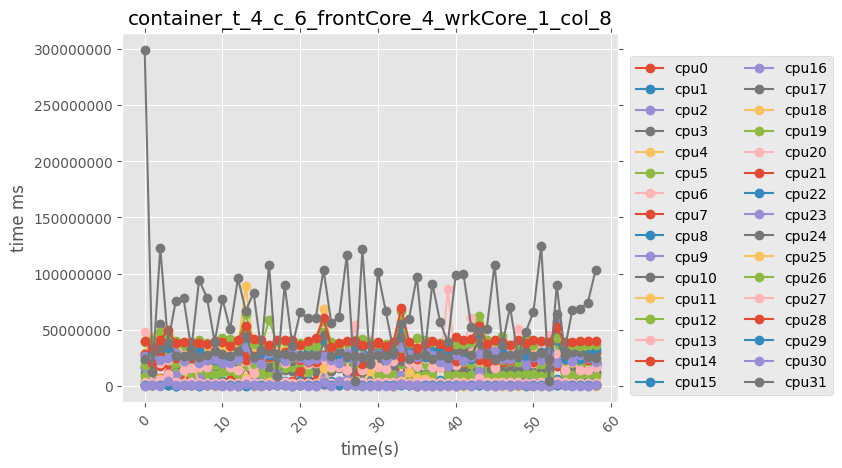 container_t_4_c_6_frontCore_4_wrkCore_1_col_8
300000000
250000000
200000000
150000000
100000000
50000000
0
time ms
0
10
20
30
40
50
60
time(s)
cpu0
cpu1
cpu2
cpu3
cpu4
cpu5
cpu6
cpu7
cpu8
cpu9
cpu10
cpu11
cpu12
cpu13
cpu14
cpu15
cpu16
cpu17
cpu18
cpu19
cpu20
cpu21
cpu22
cpu23
cpu24
cpu25
cpu26
cpu27
cpu28
cpu29
cpu30
cpu31